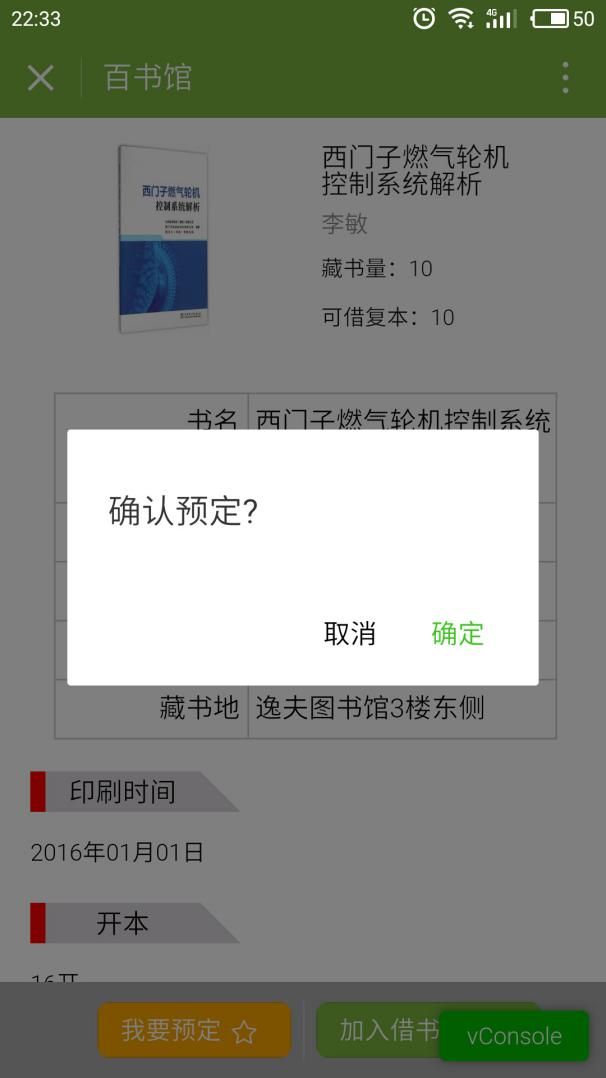 22:33
4G
50
百书馆
西门子燃气轮机
控制系统解析
西门子燃气轮机
控制系统解析
李敏
藏书量：10
可借复本：10
书名
西门子燃气轮机控制系统
确认预定?
取消
确定
藏书地
逸夫图书馆3楼东侧
印刷时间
2016年01月01日
开本
16开
我要预定
加入借书
vConsole